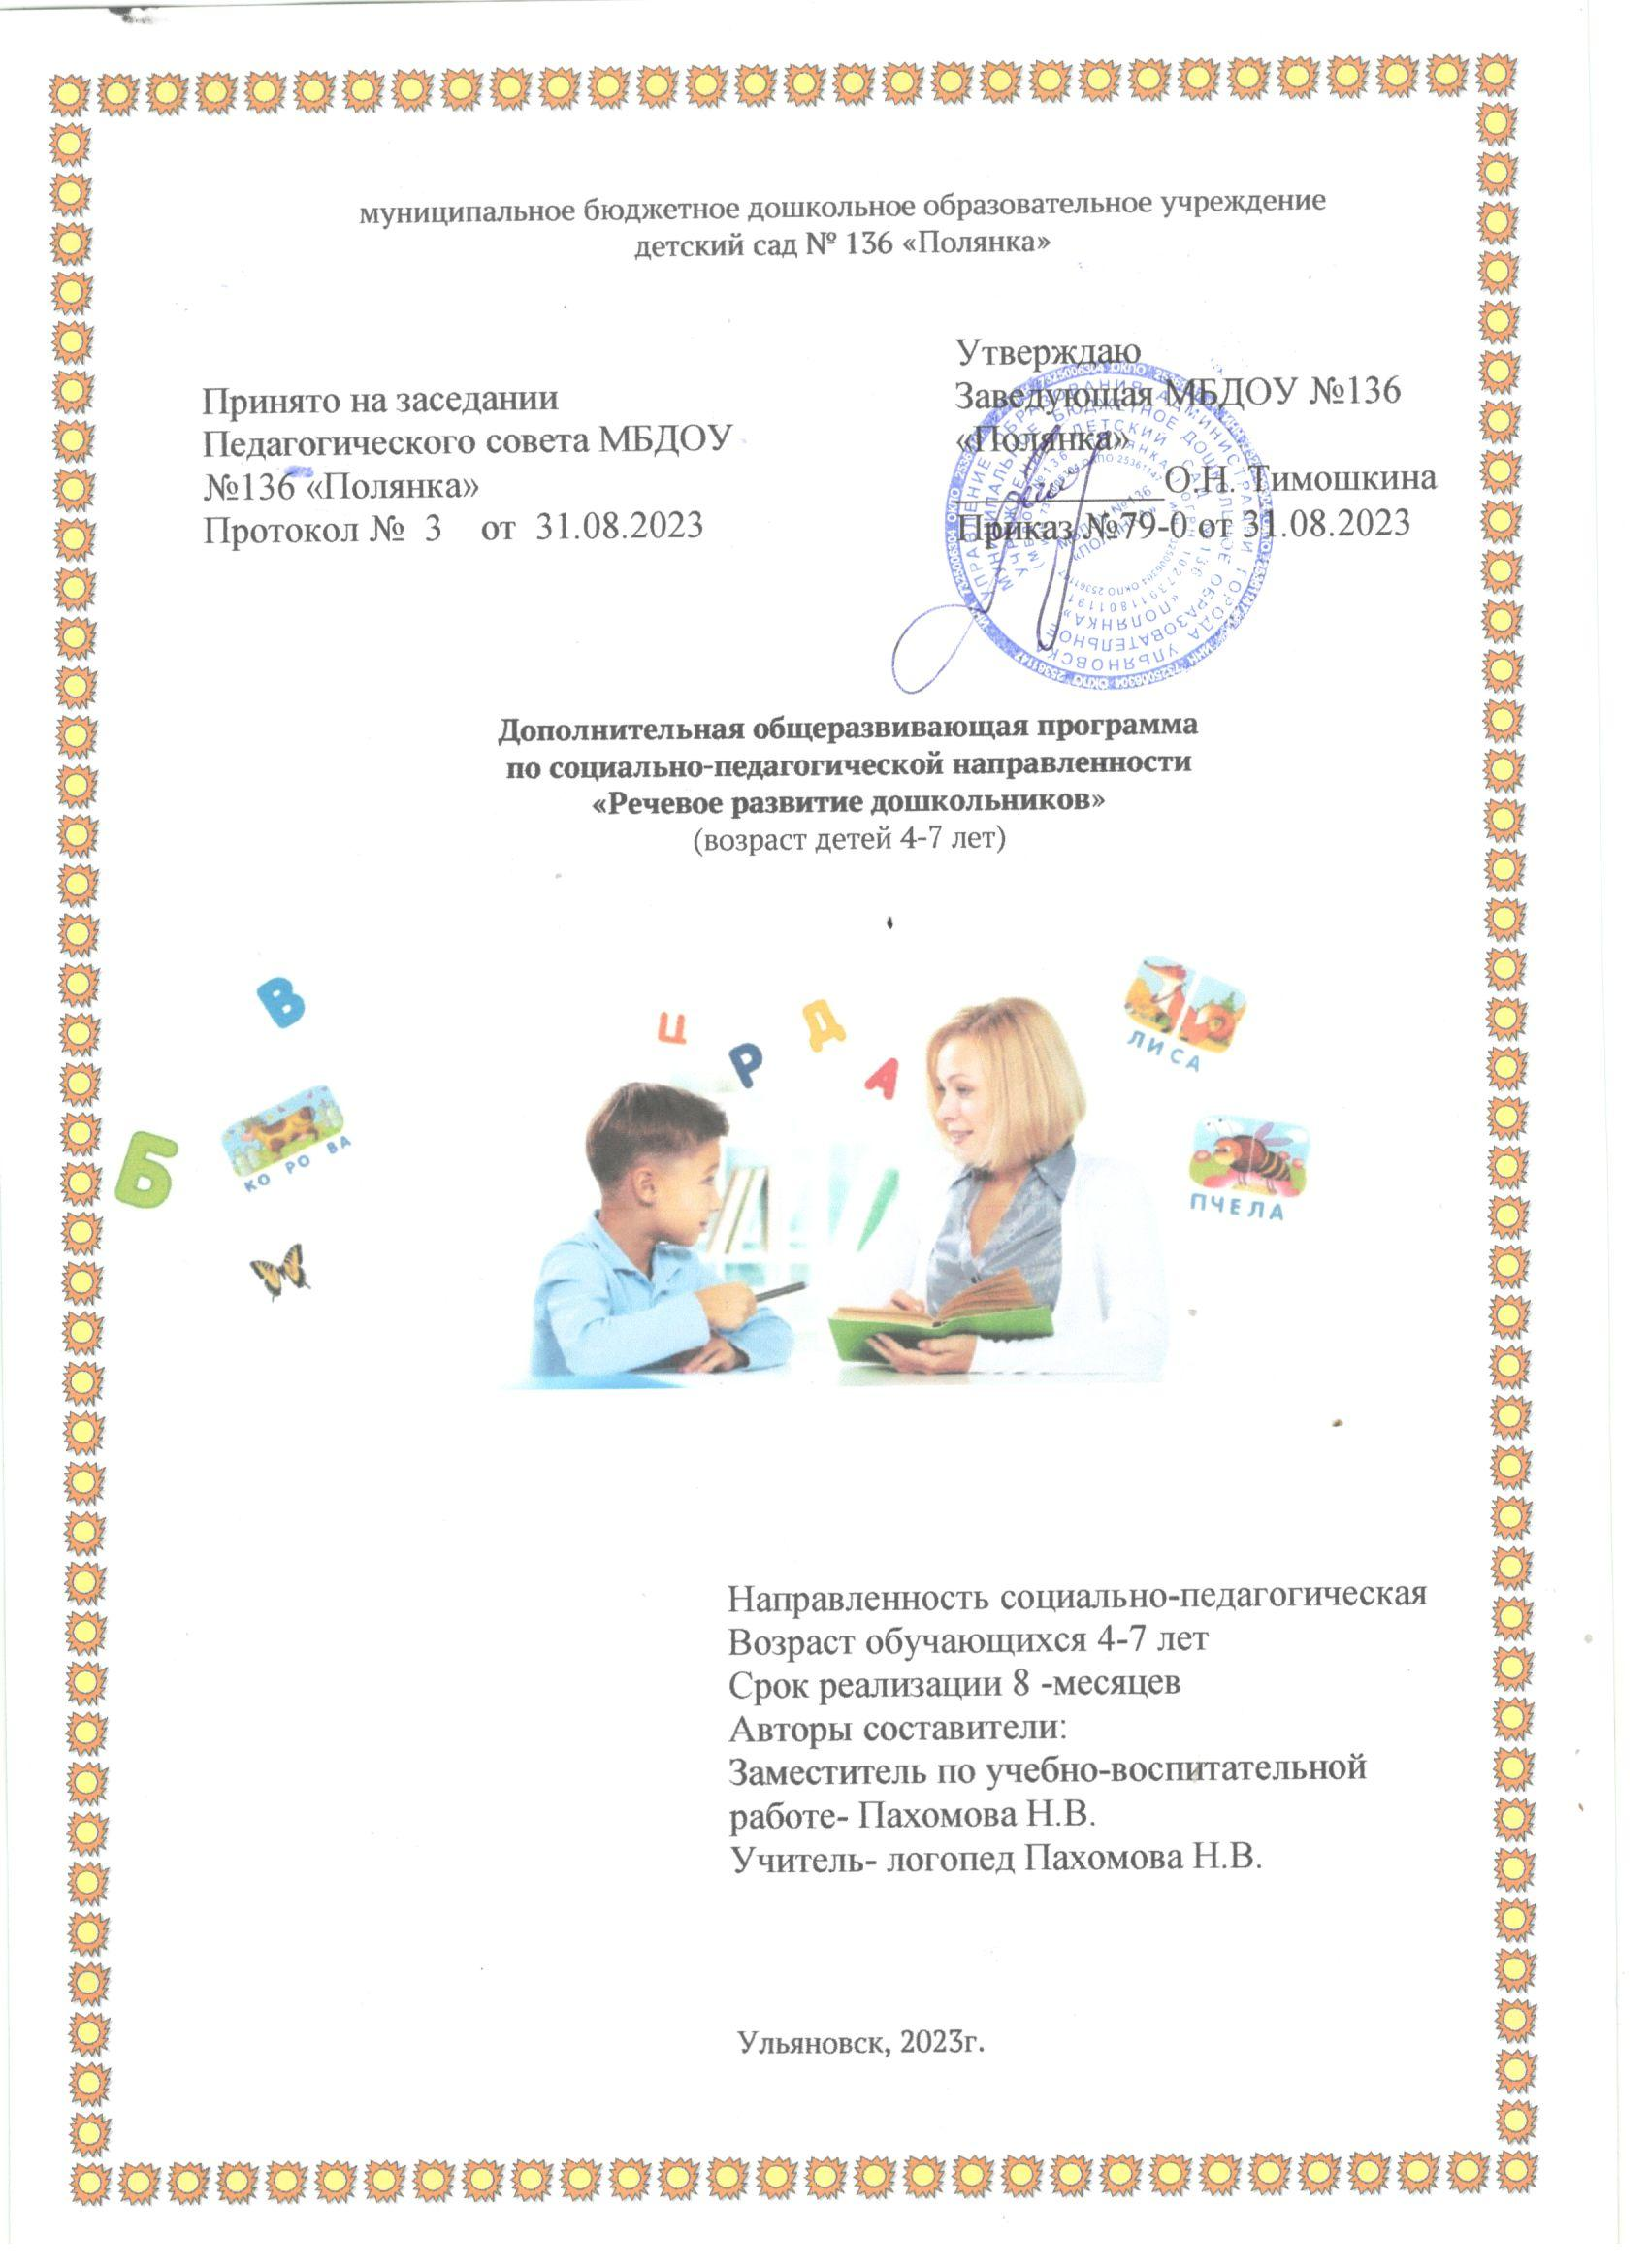 муниципальное бюджетное дошкольное образовательное учреждение
детский сад № 136 «Полянка»
Принято на заседании
Педагогического совета МБДОУ
№136 «Полянка»
Протокол № 3 от 31.08.2023
Утверждаю
Заведующая МБДОУ №136
«Полянка»
О.Н. Тимошкина
Приказ №79-0 от 31.08.2023
Дополнительная общеразвивающая программа
по социально-педагогической направленности
«Речевое развитие дошкольников»
(возраст детей 4-7 лет)
В
Ц
Р
Д
А
ЛИСА
Б
КО РО ВА
ПЧЕЛА
Направленность социально-педагогическая
Возраст обучающихся 4-7 лет
Срок реализации 8 -месяцев
Авторы составители:
Заместитель по учебно-воспитательной
работе- Пахомова Н.В.
Учитель- логопед Пахомова Н.В.
Ульяновск, 2023г.